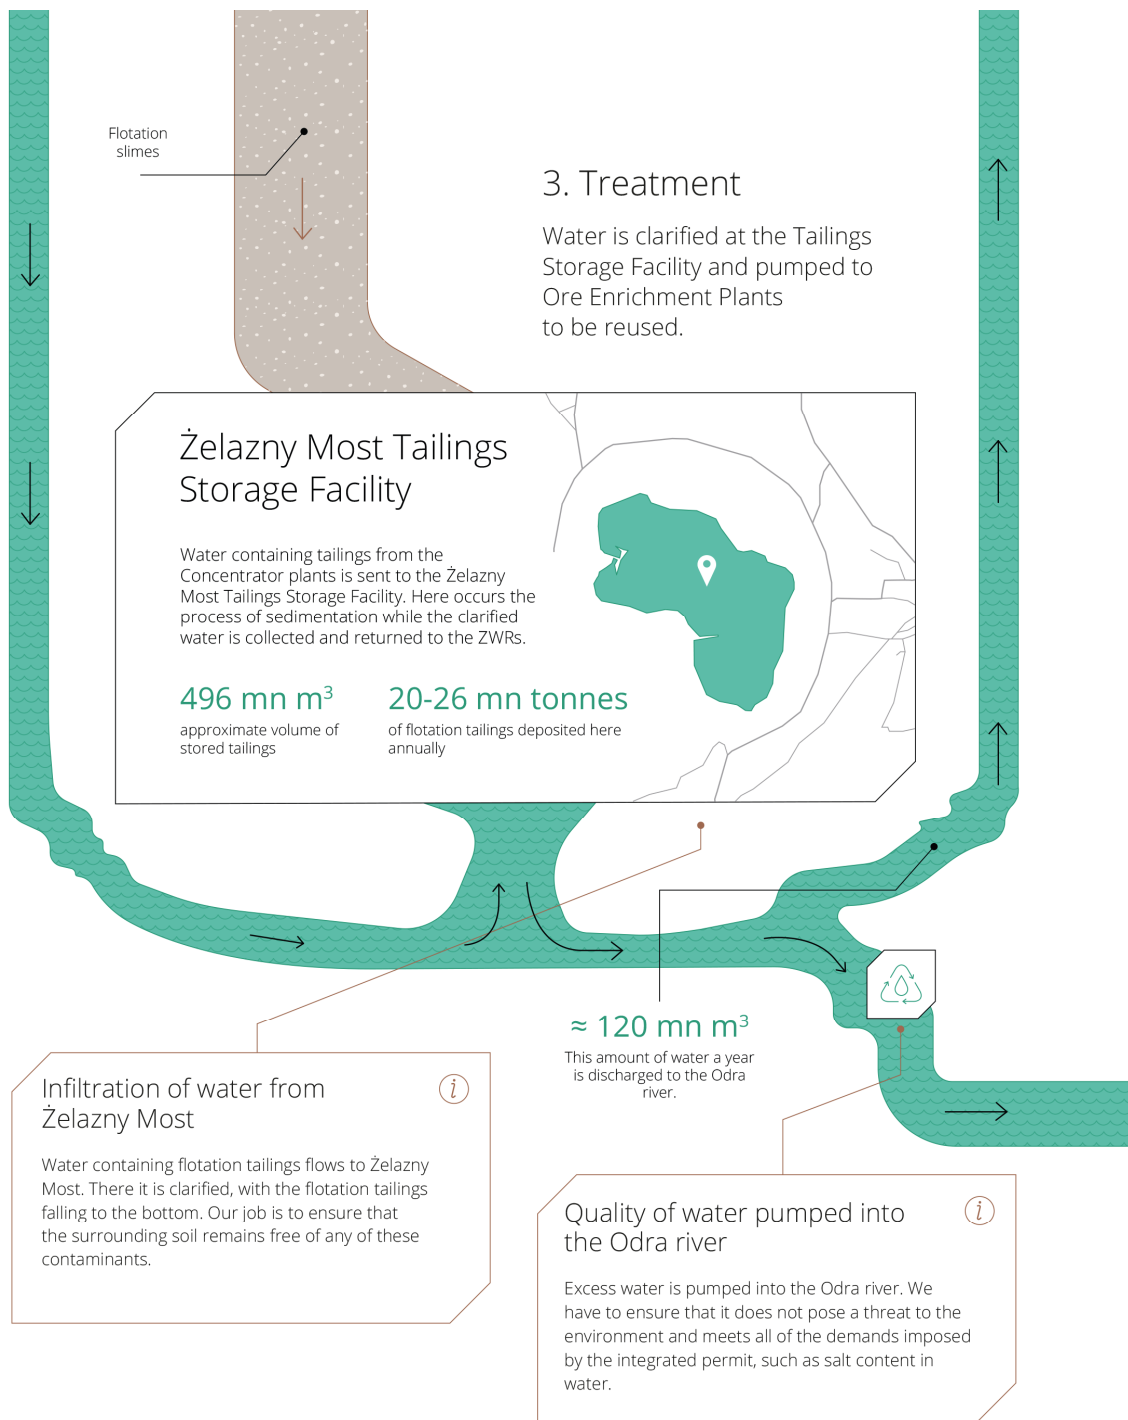 Flotation
slimes
3. Treatment
Water is clarified at the Tailings
Storage Facility and pumped to
Ore Enrichment Plants
to be reused.
Żelazny Most Tailings
Storage Facility
Water containing tailings from the
Concentrator plants is sent to the Żelazny
Most Tailings Storage Facility. Here occurs the
process of sedimentation while the clarified
water is collected and returned to the ZWRs.
496 mn m³
approximate volume of
stored tailings
20-26 mn tonnes
of flotation tailings deposited here
annually
≈ 120 mn m³
This amount of water a year
is discharged to the Odra
river.
Infiltration of water from
Żelazny Most
i
Water containing flotation tailings flows to Żelazny
Most. There it is clarified, with the flotation tailings
falling to the bottom. Our job is to ensure that
the surrounding soil remains free of any of these
contaminants.
Quality of water pumped into
the Odra river
i
Excess water is pumped into the Odra river. We
have to ensure that it does not pose a threat to the
environment and meets all of the demands imposed
by the integrated permit, such as salt content in
water.